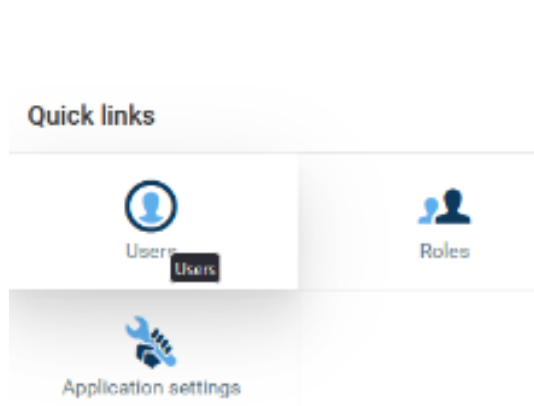 Quick links
Users
Roles
Users
Application settings